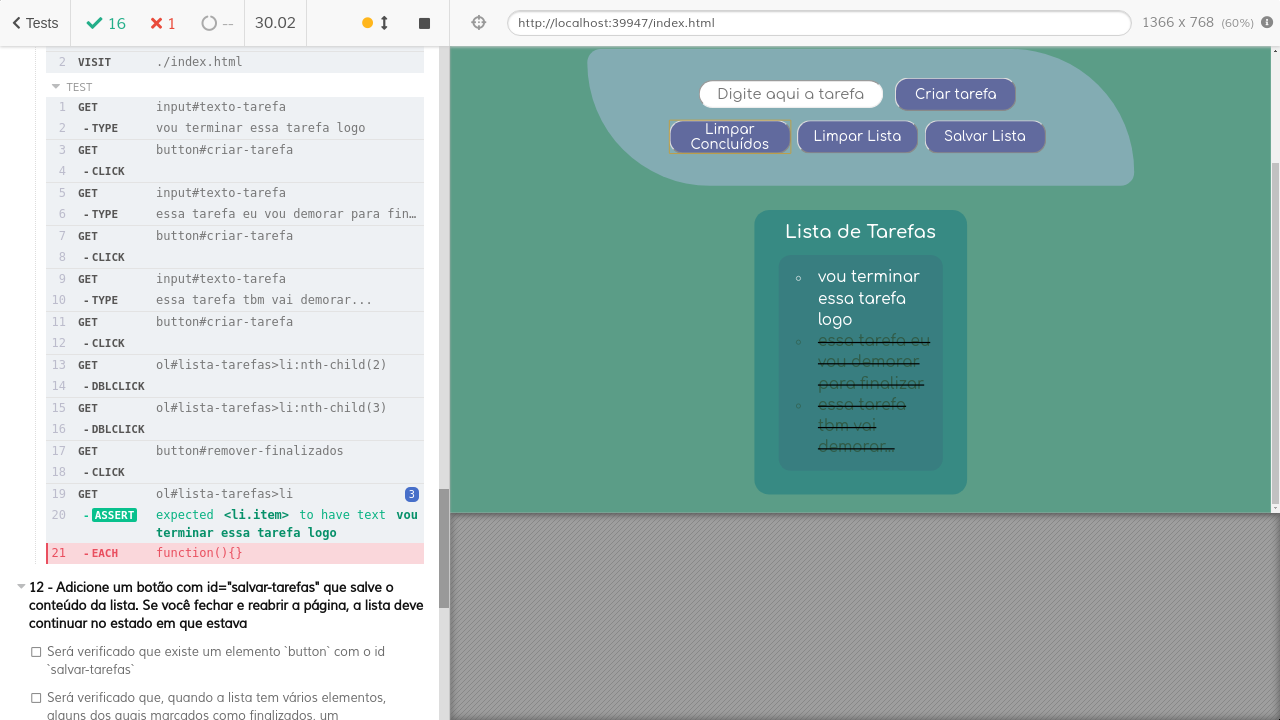 Tests 16 1 -- 30.02 http://localhost:39947/index.html 1366 x 768 (60%)
2 VISIT ./index.html
TEST
1 GET input#texto-tarefa
2 -TYPE vou terminar essa tarefa logo
3 GET button#criar-tarefa
4 -CLICK
5 GET input#texto-tarefa
6 -TYPE essa tarefa eu vou demorar para fin…
7 GET button#criar-tarefa
8 -CLICK
9 GET input#texto-tarefa
10 -TYPE essa tarefa tbm vai demorar...
11 GET button#criar-tarefa
12 -CLICK
13 GET ol#lista-tarefas>li:nth-child(2)
14 -DBLCLICK
15 GET ol#lista-tarefas>li:nth-child(3)
16 -DBLCLICK
17 GET button#remover-finalizados
18 -CLICK
19 GET ol#lista-tarefas>li 3
20 -ASSERT expected <li.item> to have text vou
terminar essa tarefa logo
21 -EACH function(){}
12 - Adicione um botão com id="salvar-tarefas" que salve o
conteúdo da lista. Se você fechar e reabrir a página, a lista deve
continuar no estado em que estava
Será verificado que existe um elemento `button` com o id
`salvar-tarefas`
Será verificado que, quando a lista tem vários elementos,
alguns dos quais marcados como finalizados, um
Digite aqui a tarefa
Criar tarefa
Limpar
Concluídos
Limpar Lista
Salvar Lista
Lista de Tarefas
vou terminar
essa tarefa
logo
essa tarefa eu
vou demorar
para finalizar
essa tarefa
tbm vai
demorar...